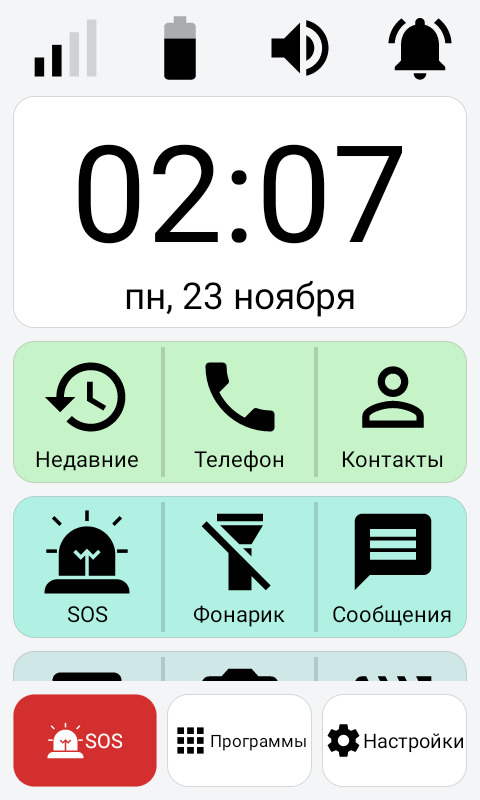 02:07
пн, 23 ноября
Недавние
Телефон
Контакты
SOS
Фонарик
Сообщения
SOS
Программы
Настройки